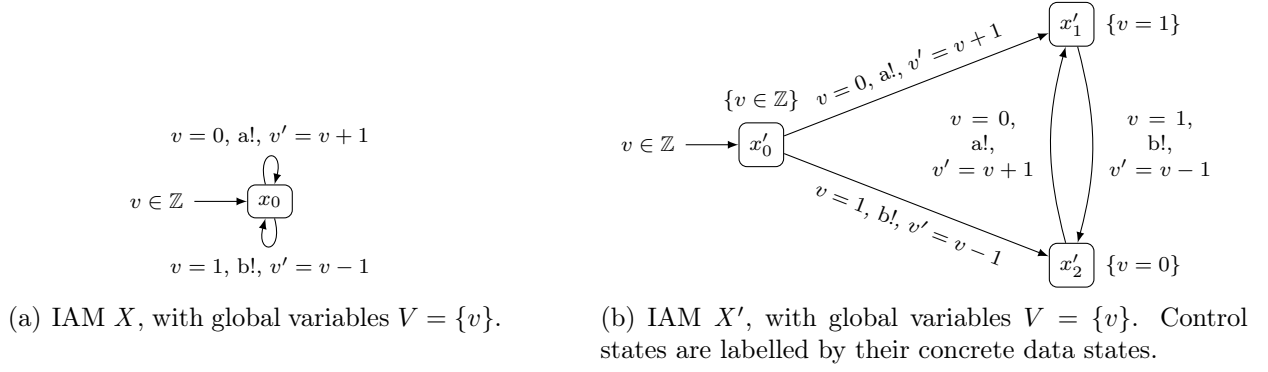 v = 0, a!, v′ = v + 1
v ∈ ℤ
x₀
v = 1, b!, v′ = v − 1
(a) IAM X, with global variables V = {v}.
x′₁
{v = 1}
v = 0, a!, v′ = v + 1
{v ∈ ℤ}
v ∈ ℤ
x′₀
v = 0,
a!,
v′ = v + 1
v = 1,
b!,
v′ = v − 1
v = 1, b!, v′ = v − 1
x′₂
{v = 0}
(b) IAM X′, with global variables V = {v}. Control
states are labelled by their concrete data states.